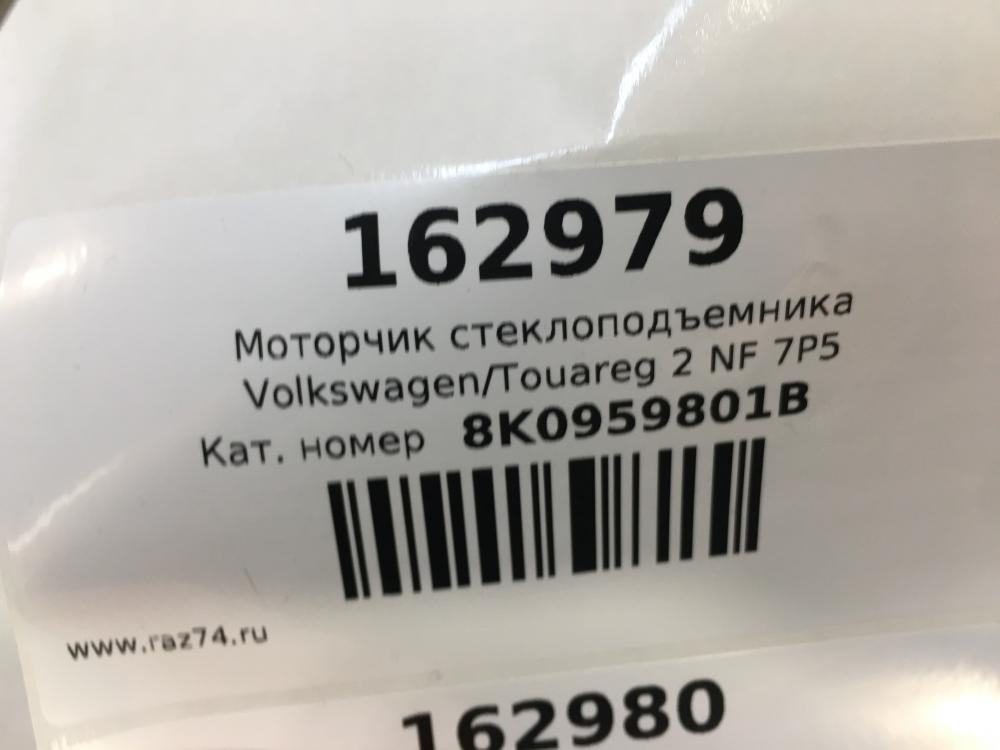 162979
Моторчик стеклоподъемника
Volkswagen/Touareg 2 NF 7P5
Кат. номер 8K0959801B
www.raz74.ru
162980